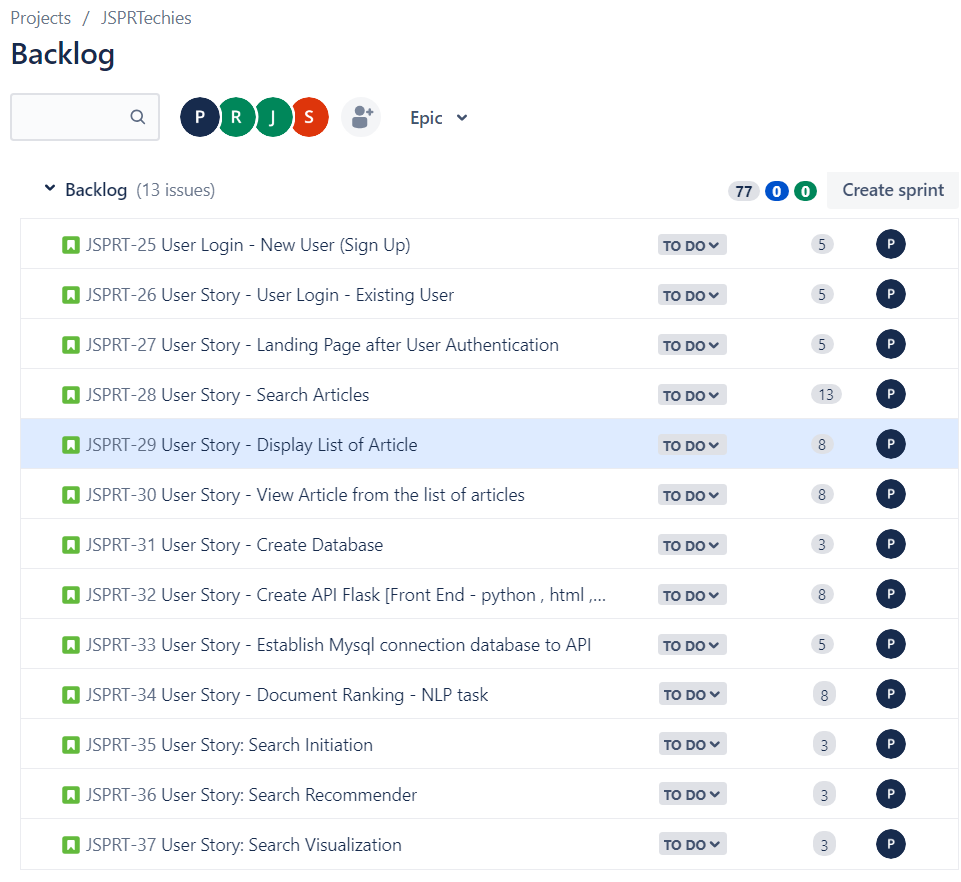 Projects / JSPRTechies
Backlog
P R J S Epic
Backlog (13 issues) 77 0 0 Create sprint
JSPRT-25 User Login - New User (Sign Up) TO DO 5 P
JSPRT-26 User Story - User Login - Existing User TO DO 5 P
JSPRT-27 User Story - Landing Page after User Authentication TO DO 5 P
JSPRT-28 User Story - Search Articles TO DO 13 P
JSPRT-29 User Story - Display List of Article TO DO 8 P
JSPRT-30 User Story - View Article from the list of articles TO DO 8 P
JSPRT-31 User Story - Create Database TO DO 3 P
JSPRT-32 User Story - Create API Flask [Front End - python , html ,... TO DO 8 P
JSPRT-33 User Story - Establish Mysql connection database to API TO DO 5 P
JSPRT-34 User Story - Document Ranking - NLP task TO DO 8 P
JSPRT-35 User Story: Search Initiation TO DO 3 P
JSPRT-36 User Story: Search Recommender TO DO 3 P
JSPRT-37 User Story: Search Visualization TO DO 3 P